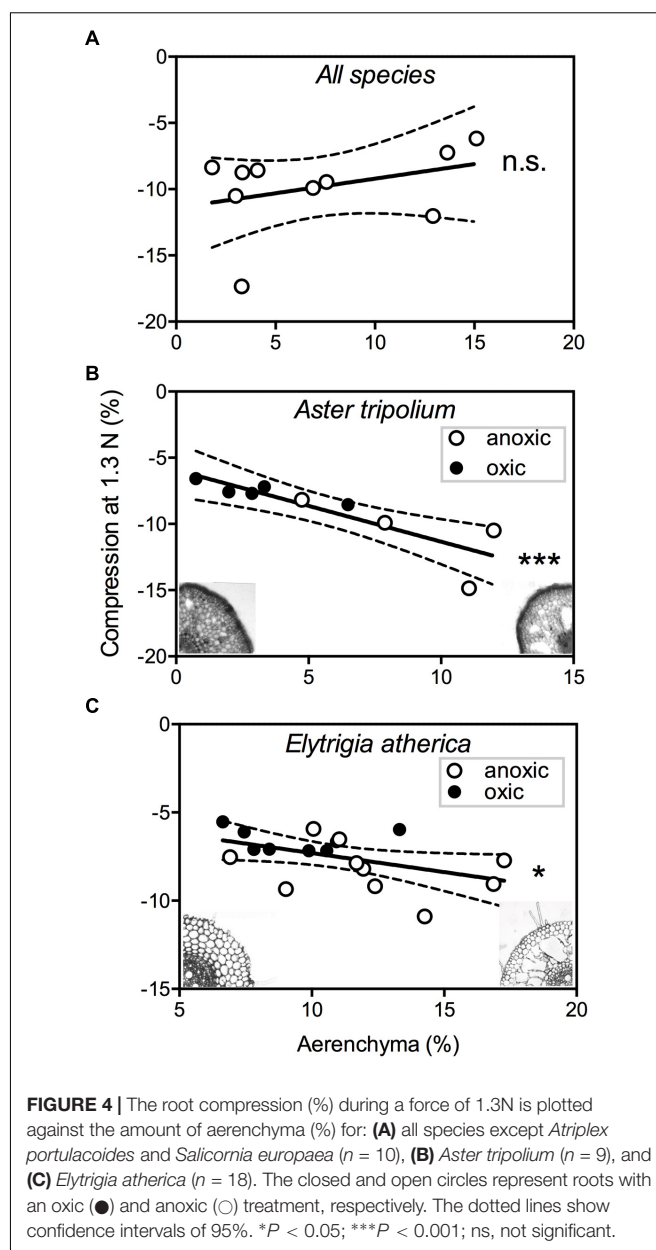 A
0
All species
-5
n.s.
-10
-15
-20
0 5 10 15 20
B
0
Aster tripolium
anoxic
-5
oxic
-10
***
-15
-20
0 5 10 15
Compression at 1.3 N (%)
C
0
Elytrigia atherica
anoxic
oxic
-5
*
-10
-15
5 10 15 20
Aerenchyma (%)
FIGURE 4 | The root compression (%) during a force of 1.3N is plotted
against the amount of aerenchyma (%) for: (A) all species except Atriplex
portulacoides and Salicornia europaea (n = 10), (B) Aster tripolium (n = 9), and
(C) Elytrigia atherica (n = 18). The closed and open circles represent roots with
an oxic (●) and anoxic (○) treatment, respectively. The dotted lines show
confidence intervals of 95%. *P < 0.05; ***P < 0.001; ns, not significant.